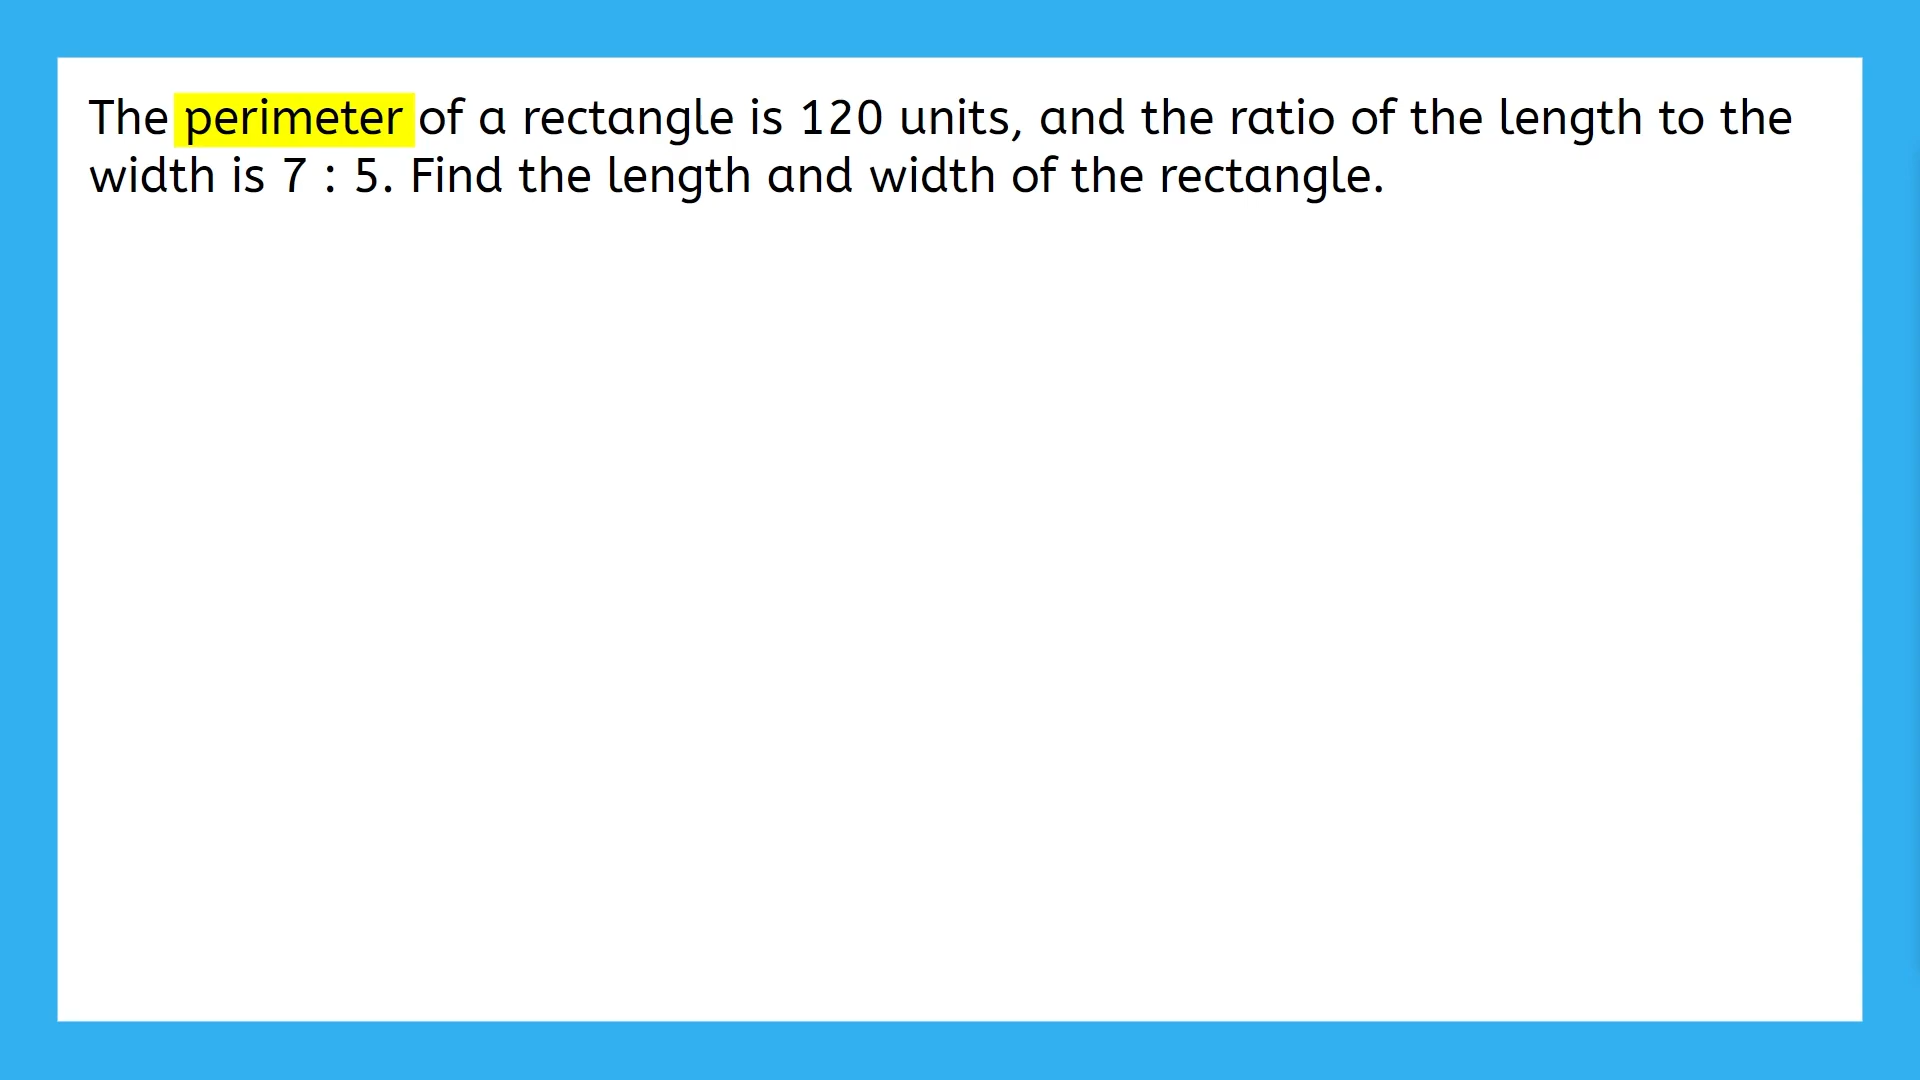 The perimeter of a rectangle is 120 units, and the ratio of the length to the
width is 7 : 5. Find the length and width of the rectangle.